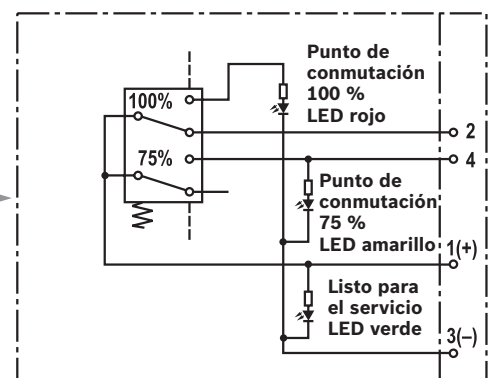 Punto de
conmutación
100 %
LED rojo
100%
2
75%
4
Punto de
conmutación
75 %
LED amarillo
1(+)
Listo para
el servicio
LED verde
3(–)